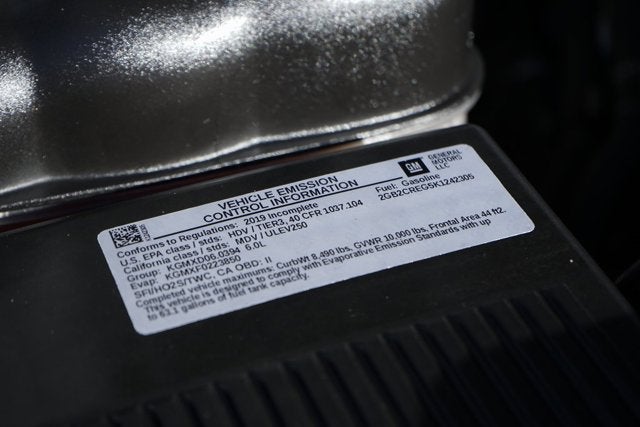 VEHICLE EMISSION
CONTROL INFORMATION
GM
GENERAL
MOTORS
LLC
Conforms to Regulations: 2019 Incomplete
Fuel: Gasoline
U.S. EPA class / stds: HDV / TIER3, 40 CFR 1037.104
2GB2CREG5K1242305
California class / stds: MDV / ULEV250
Group: KGMXD06.0584 6.0L
Evap: KGMXF0223850
SFI/HO2S/TWC, CA OBD: II
Completed vehicle maximums: CurbWt 8,490 lbs. GVWR 10,000 lbs. Frontal Area 44 ft2.
This vehicle is designed to comply with Evaporative Emission Standards with up
to 63.1 gallons of fuel tank capacity.